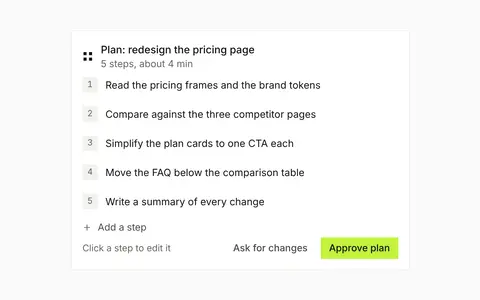 Plan: redesign the pricing page
5 steps, about 4 min
1 Read the pricing frames and the brand tokens
2 Compare against the three competitor pages
3 Simplify the plan cards to one CTA each
4 Move the FAQ below the comparison table
5 Write a summary of every change
+ Add a step
Click a step to edit it Ask for changes Approve plan